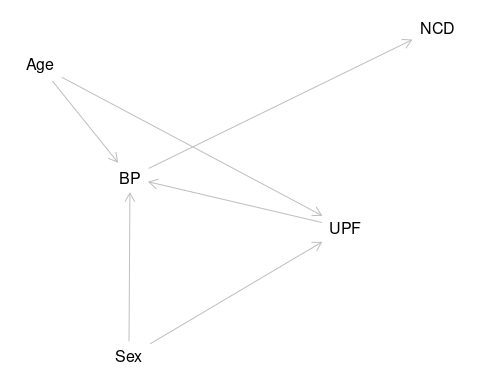 NCD
Age
BP
UPF
Sex